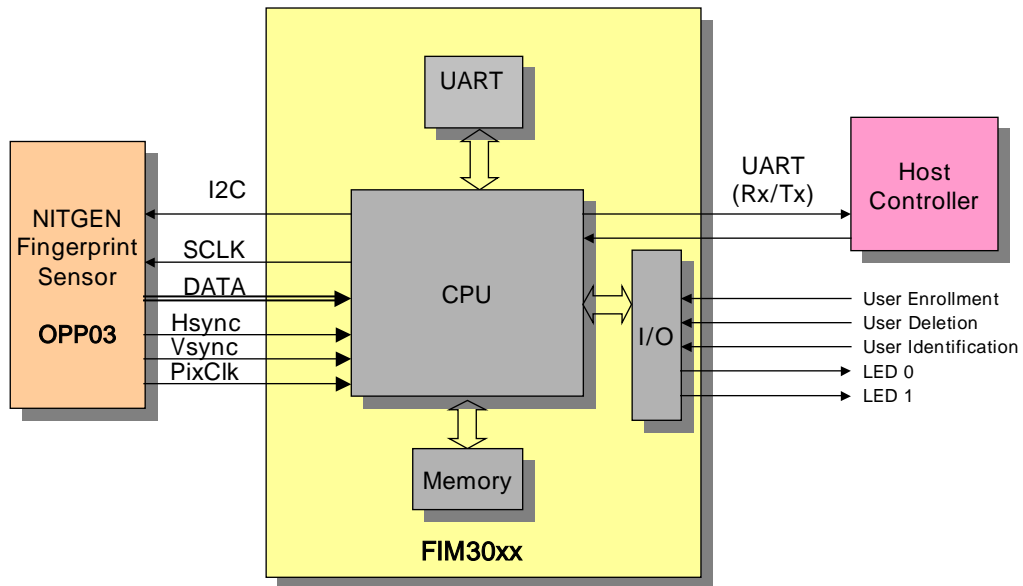 UART
NITGEN
Fingerprint
Sensor
OPP03
I2C
SCLK
DATA
Hsync
Vsync
PixClk
CPU
Memory
FIM30xx
I/O
UART
(Rx/Tx)
Host
Controller
User Enrollment
User Deletion
User Identification
LED 0
LED 1